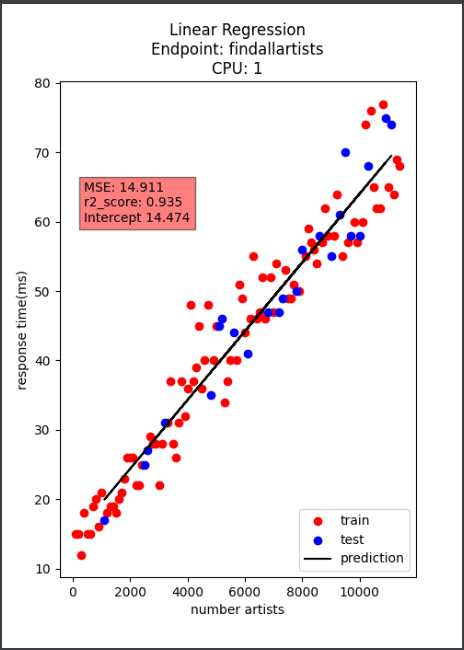 Linear Regression
Endpoint: findallartists
CPU: 1
80
70
60
50
40
30
20
10
response time(ms)
MSE: 14.911
r2_score: 0.935
Intercept 14.474
train
test
prediction
0 2000 4000 6000 8000 10000
number artists